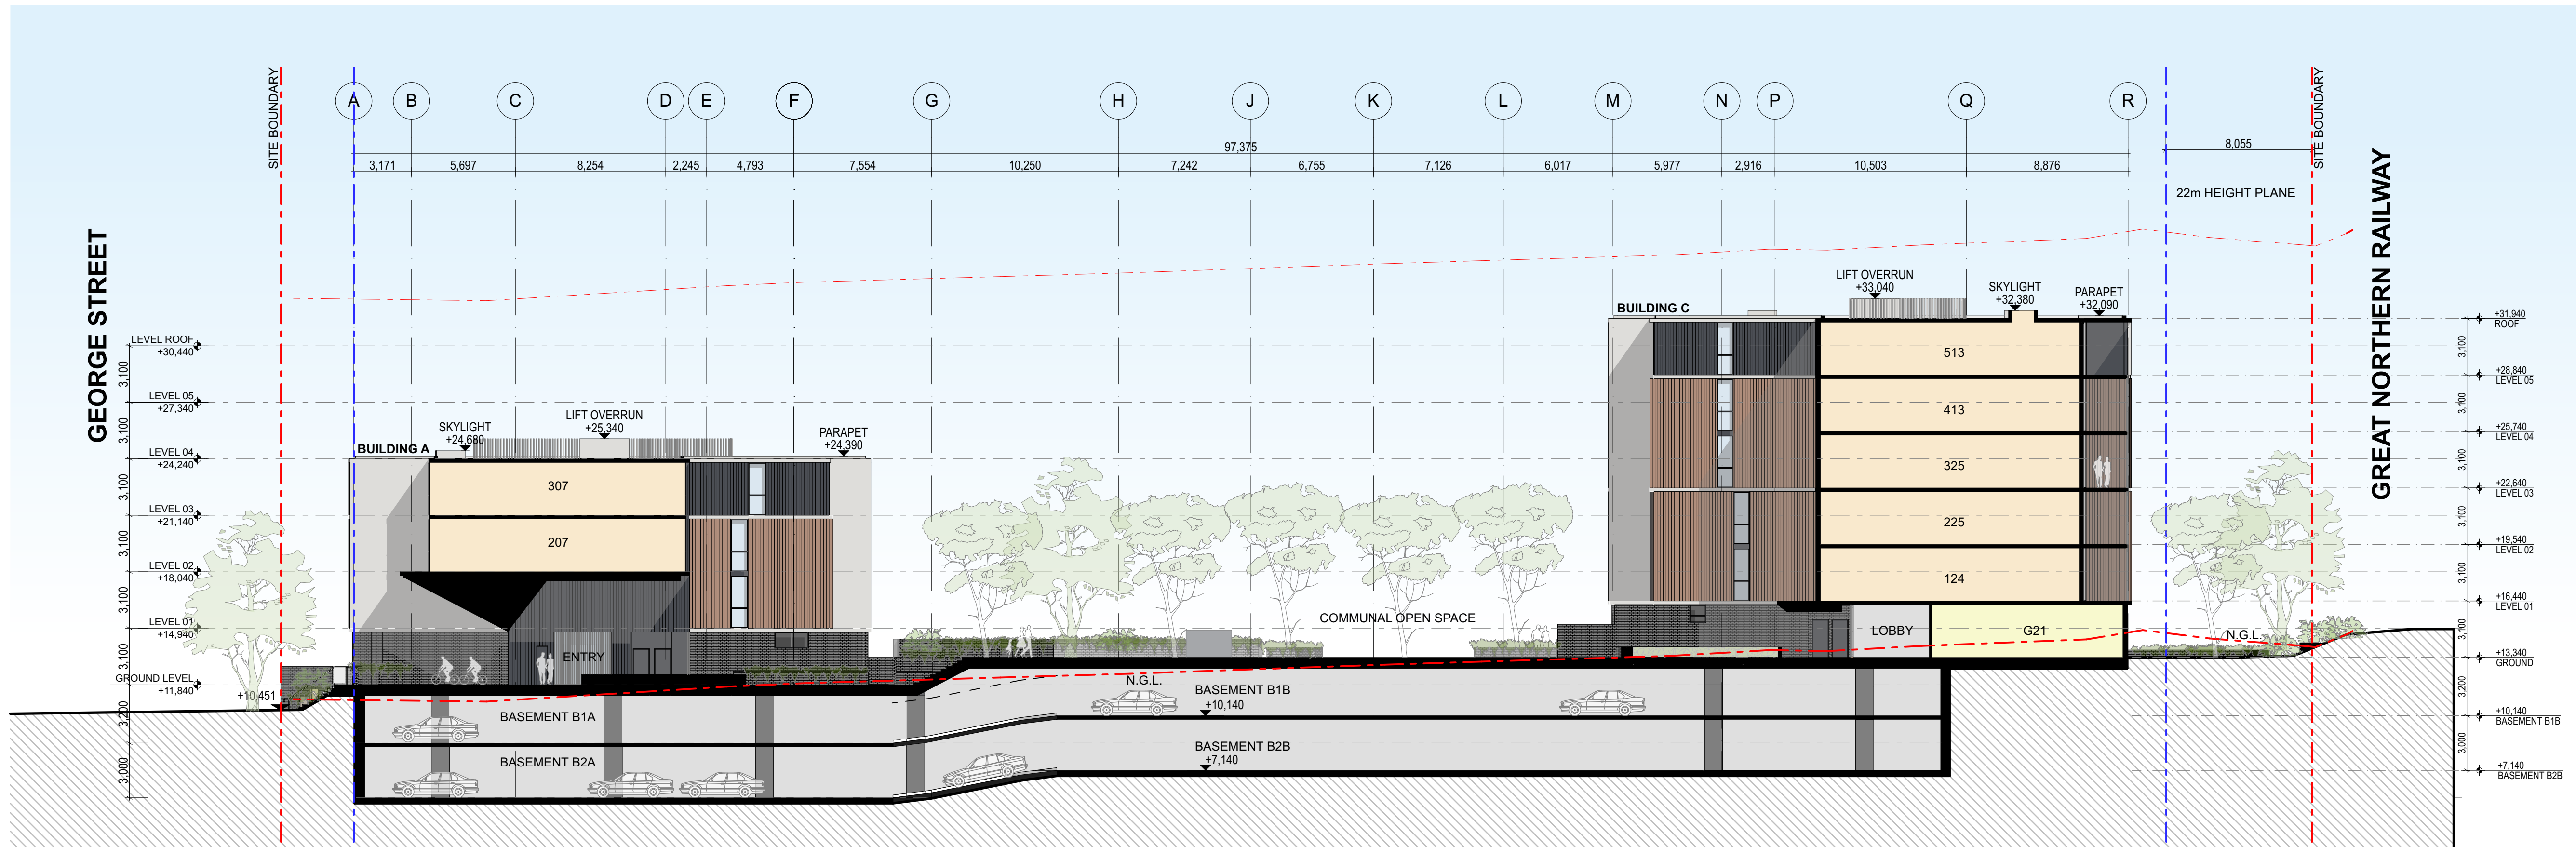 SITE BOUNDARY
A
B
C
D
E
F
G
H
J
K
L
M
N
P
Q
R
SITE BOUNDARY
97,375
3,171
5,697
8,254
2,245
4,793
7,554
10,250
7,242
6,755
7,126
6,017
5,977
2,916
10,503
8,876
8,055
22m HEIGHT PLANE
GEORGE STREET
GREAT NORTHERN RAILWAY
LEVEL ROOF
+30,440
3,100
LEVEL 05
+27,340
3,100
LEVEL 04
+24,240
3,100
LEVEL 03
+21,140
3,100
LEVEL 02
+18,040
3,100
LEVEL 01
+14,940
3,100
GROUND LEVEL
+11,840
3,200
3,000
+10,451
BUILDING A
SKYLIGHT
+24,680
LIFT OVERRUN
+25,340
PARAPET
+24,390
307
207
ENTRY
BASEMENT B1A
BASEMENT B2A
COMMUNAL OPEN SPACE
N.G.L.
BASEMENT B1B
+10,140
BASEMENT B2B
+7,140
BUILDING C
LIFT OVERRUN
+33,040
SKYLIGHT
+32,380
PARAPET
+32,090
513
413
325
225
124
LOBBY
G21
N.G.L.
+31,940
ROOF
3,100
+28,840
LEVEL 05
3,100
+25,740
LEVEL 04
3,100
+22,640
LEVEL 03
3,100
+19,540
LEVEL 02
3,100
+16,440
LEVEL 01
3,100
+13,340
GROUND
3,200
+10,140
BASEMENT B1B
3,000
+7,140
BASEMENT B2B